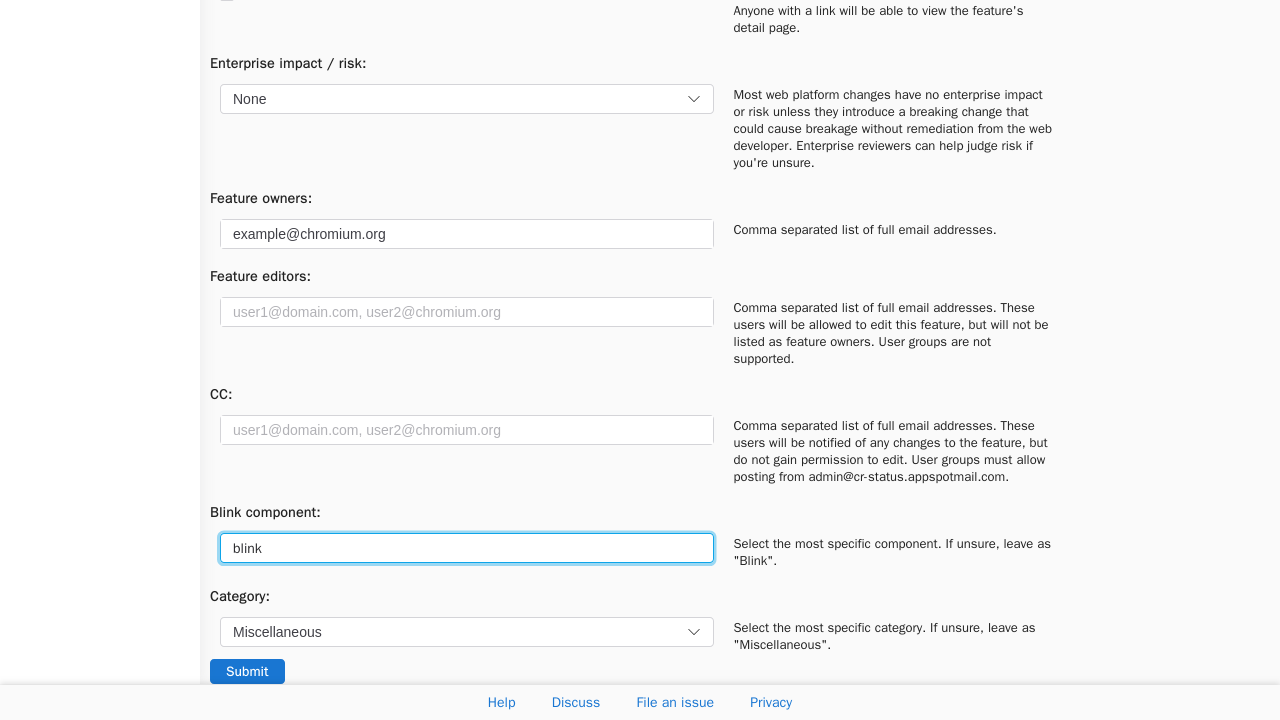 Anyone with a link will be able to view the feature's
detail page.
Enterprise impact / risk:
None
Most web platform changes have no enterprise impact
or risk unless they introduce a breaking change that
could cause breakage without remediation from the web
developer. Enterprise reviewers can help judge risk if
you're unsure.
Feature owners:
example@chromium.org
Comma separated list of full email addresses.
Feature editors:
user1@domain.com, user2@chromium.org
Comma separated list of full email addresses. These
users will be allowed to edit this feature, but will not be
listed as feature owners. User groups are not
supported.
CC:
user1@domain.com, user2@chromium.org
Comma separated list of full email addresses. These
users will be notified of any changes to the feature, but
do not gain permission to edit. User groups must allow
posting from admin@cr-status.appspotmail.com.
Blink component:
blink
Select the most specific component. If unsure, leave as
"Blink".
Category:
Miscellaneous
Select the most specific category. If unsure, leave as
"Miscellaneous".
Submit
Help Discuss File an issue Privacy